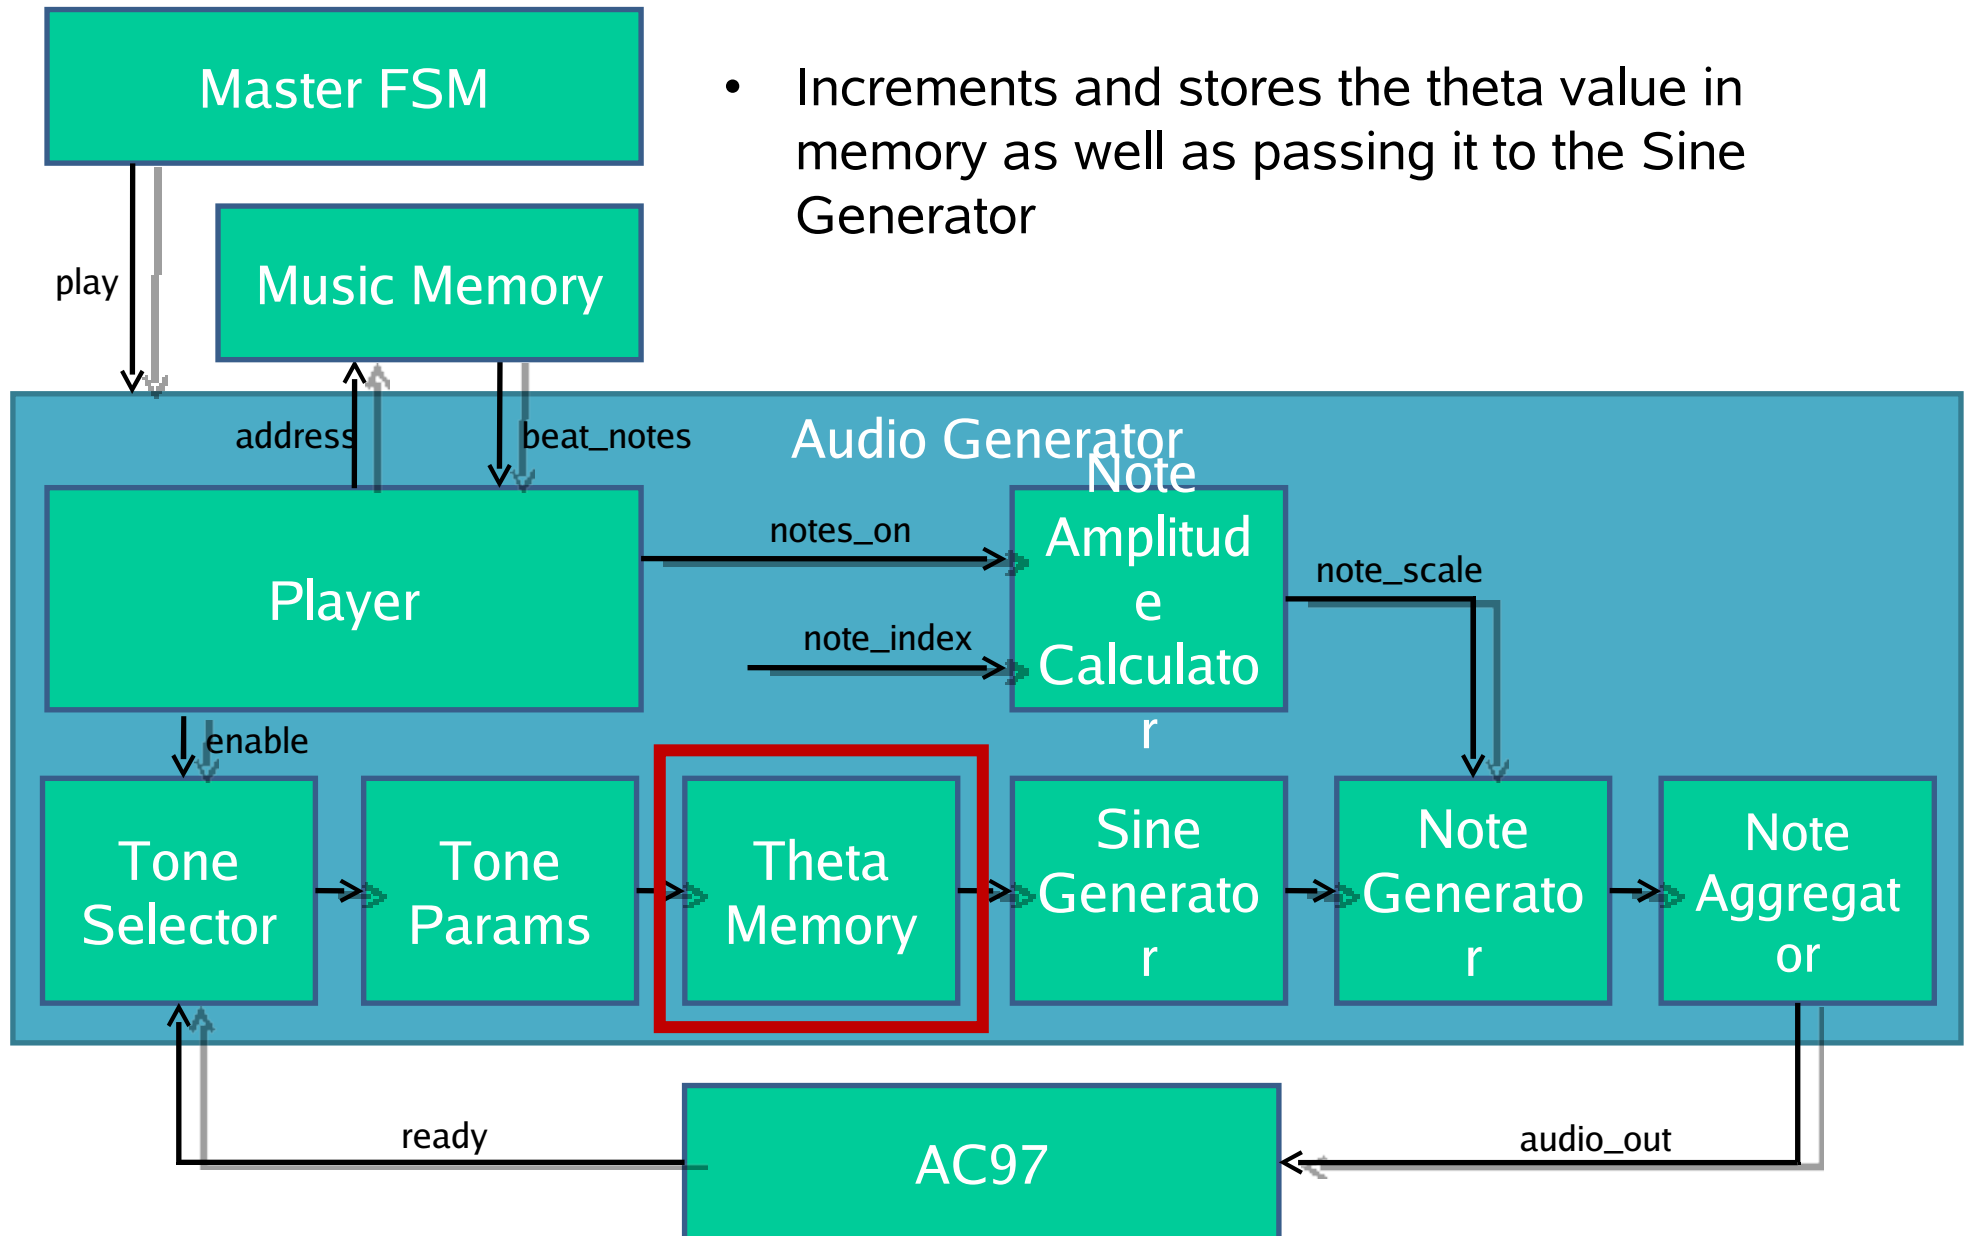 Master FSM
• Increments and stores the theta value in
memory as well as passing it to the Sine
Generator
play
Music Memory
address
beat_notes
Audio Generator
Player
notes_on
note_index
Note
Amplitud
e
Calculato
r
note_scale
enable
Tone
Selector
Tone
Params
Theta
Memory
Sine
Generato
r
Note
Generato
r
Note
Aggregat
or
ready
AC97
audio_out